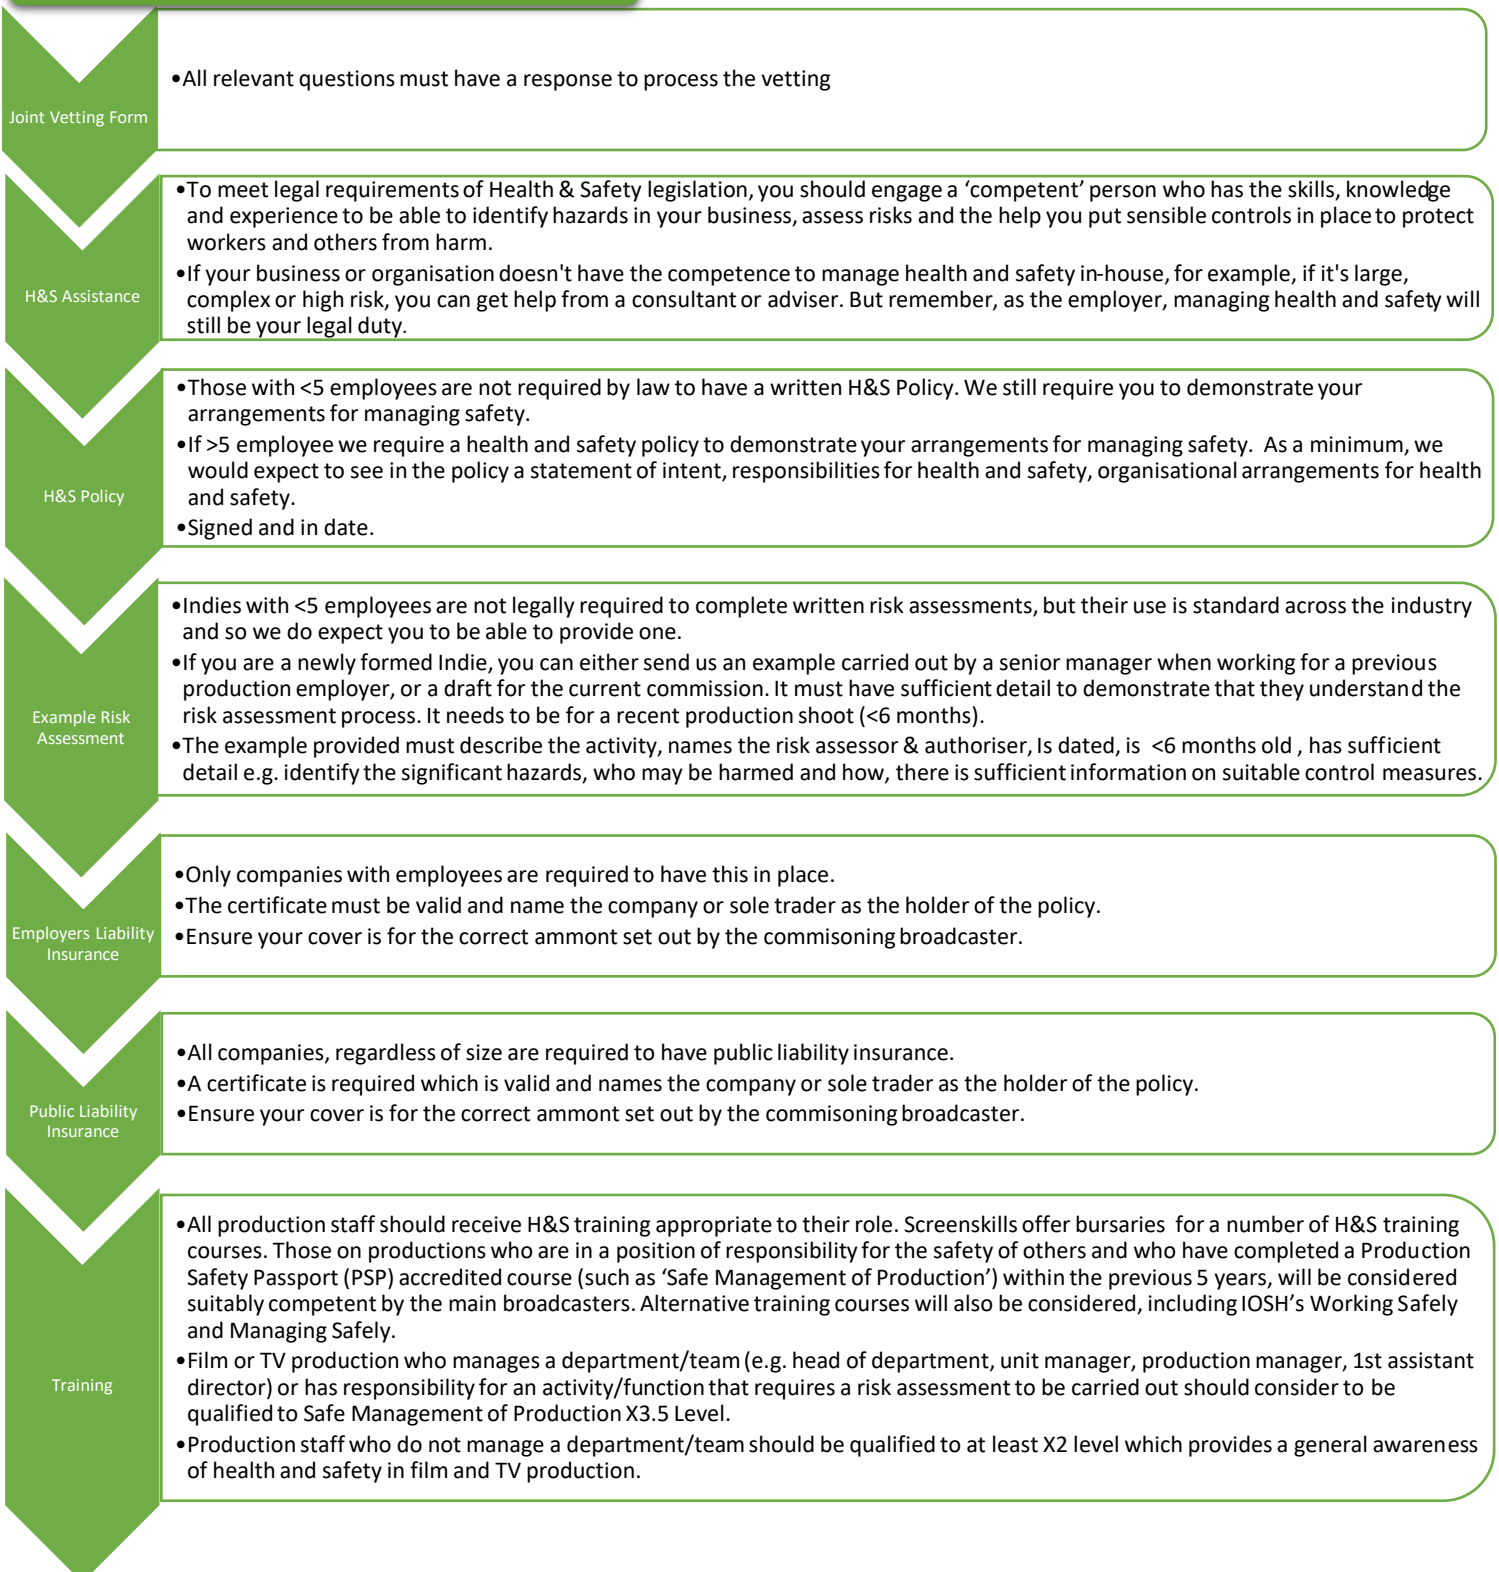 Joint Vetting Form
•All relevant questions must have a response to process the vetting
H&S Assistance
•To meet legal requirements of Health & Safety legislation, you should engage a ‘competent’ person who has the skills, knowledge
and experience to be able to identify hazards in your business, assess risks and the help you put sensible controls in place to protect
workers and others from harm.
•If your business or organisation doesn't have the competence to manage health and safety in-house, for example, if it's large,
complex or high risk, you can get help from a consultant or adviser. But remember, as the employer, managing health and safety will
still be your legal duty.
H&S Policy
•Those with <5 employees are not required by law to have a written H&S Policy. We still require you to demonstrate your
arrangements for managing safety.
•If >5 employee we require a health and safety policy to demonstrate your arrangements for managing safety. As a minimum, we
would expect to see in the policy a statement of intent, responsibilities for health and safety, organisational arrangements for health
and safety.
•Signed and in date.
Example Risk
Assessment
•Indies with <5 employees are not legally required to complete written risk assessments, but their use is standard across the industry
and so we do expect you to be able to provide one.
•If you are a newly formed Indie, you can either send us an example carried out by a senior manager when working for a previous
production employer, or a draft for the current commission. It must have sufficient detail to demonstrate that they understand the
risk assessment process. It needs to be for a recent production shoot (<6 months).
•The example provided must describe the activity, names the risk assessor & authoriser, Is dated, is <6 months old , has sufficient
detail e.g. identify the significant hazards, who may be harmed and how, there is sufficient information on suitable control measures.
Employers Liability
Insurance
•Only companies with employees are required to have this in place.
•The certificate must be valid and name the company or sole trader as the holder of the policy.
•Ensure your cover is for the correct ammont set out by the commisoning broadcaster.
Public Liability
Insurance
•All companies, regardless of size are required to have public liability insurance.
•A certificate is required which is valid and names the company or sole trader as the holder of the policy.
•Ensure your cover is for the correct ammont set out by the commisoning broadcaster.
Training
•All production staff should receive H&S training appropriate to their role. Screenskills offer bursaries for a number of H&S training
courses. Those on productions who are in a position of responsibility for the safety of others and who have completed a Production
Safety Passport (PSP) accredited course (such as ‘Safe Management of Production’) within the previous 5 years, will be considered
suitably competent by the main broadcasters. Alternative training courses will also be considered, including IOSH’s Working Safely
and Managing Safely.
•Film or TV production who manages a department/team (e.g. head of department, unit manager, production manager, 1st assistant
director) or has responsibility for an activity/function that requires a risk assessment to be carried out should consider to be
qualified to Safe Management of Production X3.5 Level.
•Production staff who do not manage a department/team should be qualified to at least X2 level which provides a general awareness
of health and safety in film and TV production.